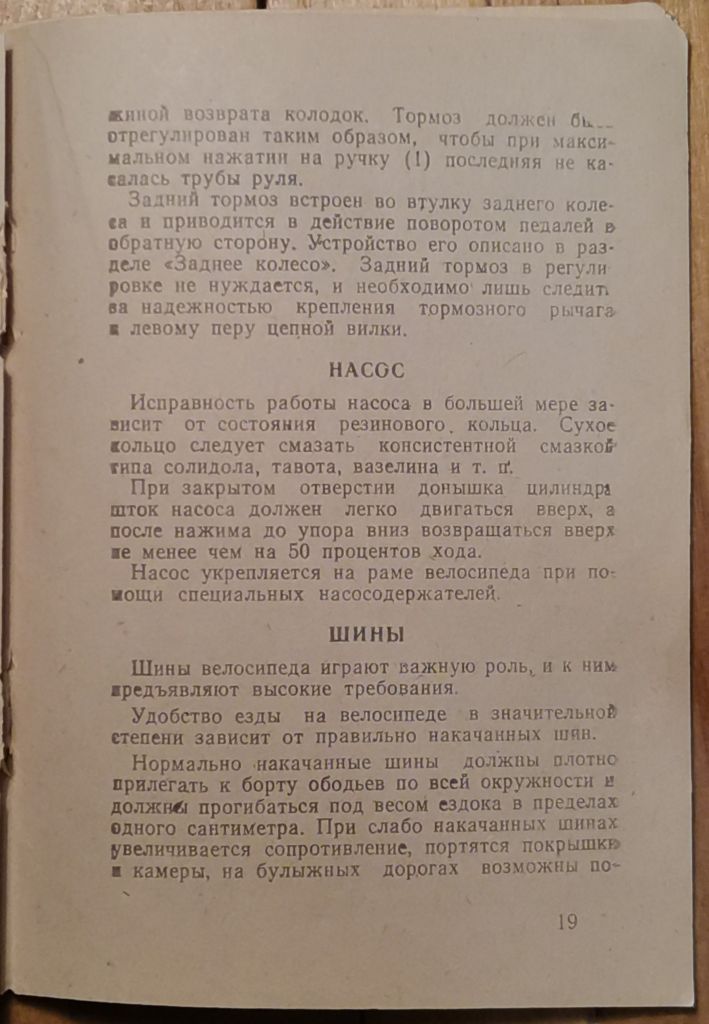 жиной возврата колодок. Тормоз должен бы
отрегулирован таким образом, чтобы при макси-
мальном нажатии на ручку (1) последняя не ка-
салась трубы руля.
Задний тормоз встроен во втулку заднего коле-
са и приводится в действие поворотом педалей в
обратную сторону. Устройство его описано в раз-
деле «Заднее колесо». Задний тормоз в регули
ровке не нуждается, и необходимо лишь следить
за надежностью крепления тормозного рычага
к левому перу цепной вилки.
НАСОС
Исправность работы насоса в большей мере за-
висит от состояния резинового кольца. Сухое
кольцо следует смазать консистентной смазкой
типа солидола, тавота, вазелина и т. п.
При закрытом отверстии донышка цилиндра
шток насоса должен легко двигаться вверх, а
после нажима до упора вниз возвращаться вверх
не менее чем на 50 процентов хода.
Насос укрепляется на раме велосипеда при по-
мощи специальных насосодержателей.
ШИНЫ
Шины велосипеда играют важную роль, и к ним
предъявляют высокие требования.
Удобство езды на велосипеде в значительной
степени зависит от правильно накачанных шин.
Нормально накачанные шины должны плотно
прилегать к борту ободьев по всей окружности и
должны прогибаться под весом ездока в пределах
одного сантиметра. При слабо накачанных шинах
увеличивается сопротивление, портятся покрышки
и камеры, на булыжных дорогах возможны по-
19